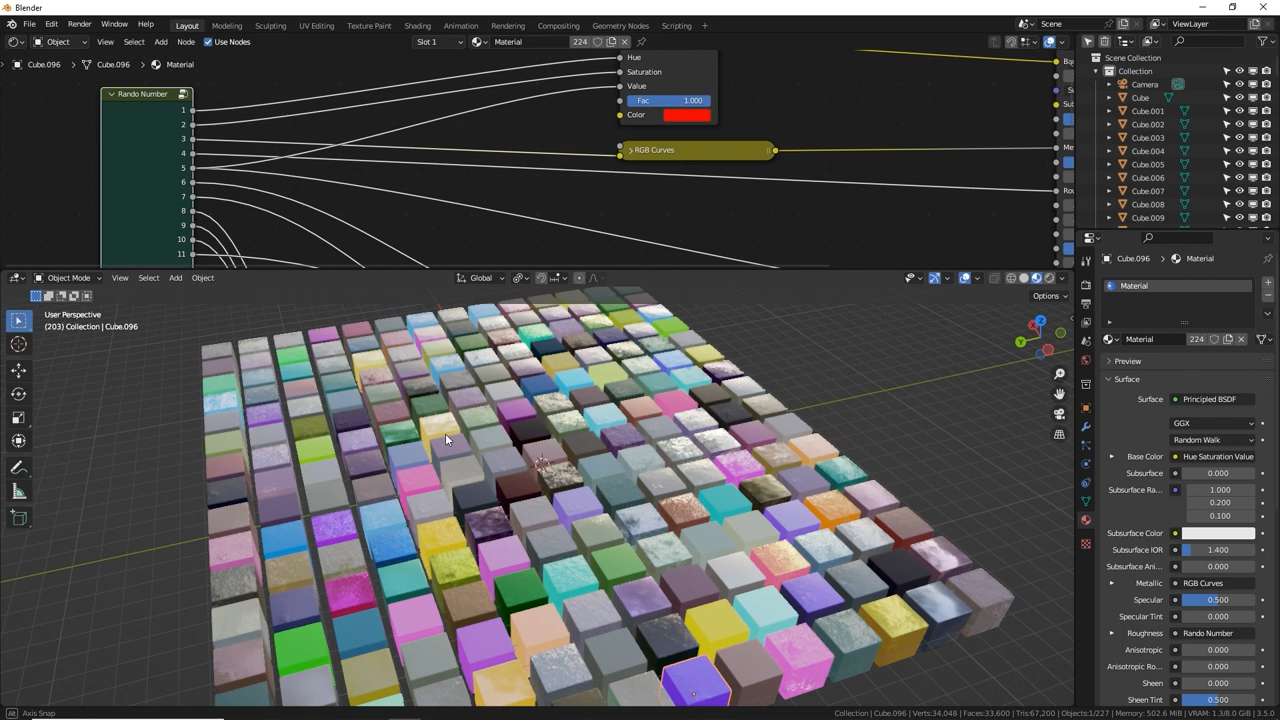 Blender
File Edit Render Window Help Layout Modeling Sculpting UV Editing Texture Paint Shading Animation Rendering Compositing Geometry Nodes Scripting + Scene ViewLayer
Object View Select Add Node Use Nodes Slot 1 Material 224
Cube.096 > Cube.096 > Material
Rando Number
1
2
3
4
5
6
7
8
9
10
11
Hue
Saturation
Value
Fac 1.000
Color
RGB Curves
Ba
Su
Sub
Me
Rou
Scene Collection
Collection
Camera
Cube
Cube.001
Cube.002
Cube.003
Cube.004
Cube.005
Cube.006
Cube.007
Cube.008
Cube.009
Object Mode View Select Add Object Global
Options
User Perspective
(203) Collection | Cube.096
X
Y
Z
Cube.096 > Material
Material
Material 224
Preview
Surface
Surface Principled BSDF
GGX
Random Walk
Base Color Hue Saturation Value
Subsurface 0.000
Subsurface Ra... 1.000
0.200
0.100
Subsurface Color
Subsurface IOR 1.400
Subsurface Ani... 0.000
Metallic RGB Curves
Specular 0.500
Specular Tint 0.000
Roughness Rando Number
Anisotropic 0.000
Anisotropic Ro... 0.000
Sheen 0.000
Sheen Tint 0.500
Alt Axis Snap
Collection | Cube.096 | Verts:34,048 | Faces:33,600 | Tris:67,200 | Objects:1/227 | Memory: 502.6 MiB | VRAM: 1.3/8.0 GiB | 3.5.0